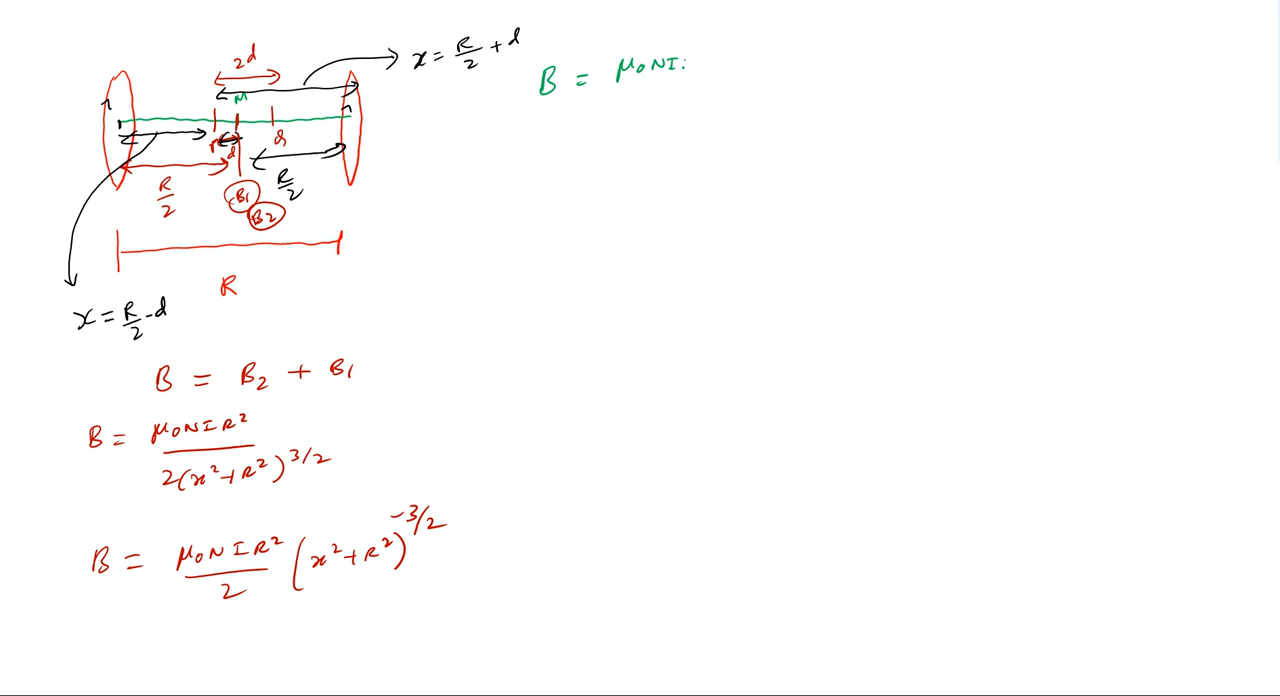 2d
x = R/2 + d
B = μ0NI
M
d
R/2
R/2
B1
B2
R
x = R/2 - d
B = B2 + B1
B = μ0NIR²/2(x²+R²)^3/2
B = μ0NIR²/2 (x²+R²)^-3/2